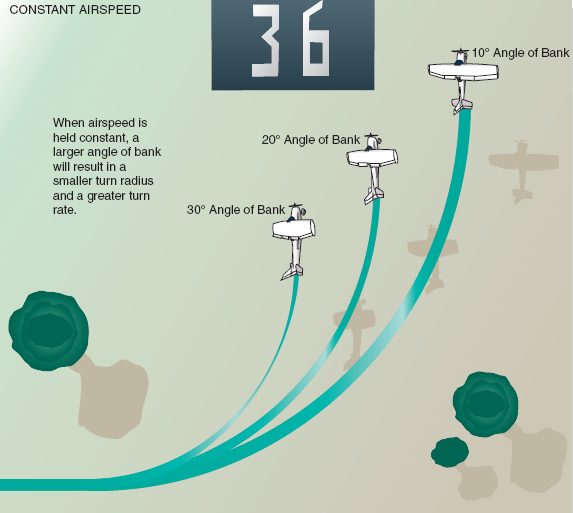 CONSTANT AIRSPEED
36
10° Angle of Bank
When airspeed is
held constant, a
larger angle of bank
will result in a
smaller turn radius
and a greater turn
rate.
20° Angle of Bank
30° Angle of Bank